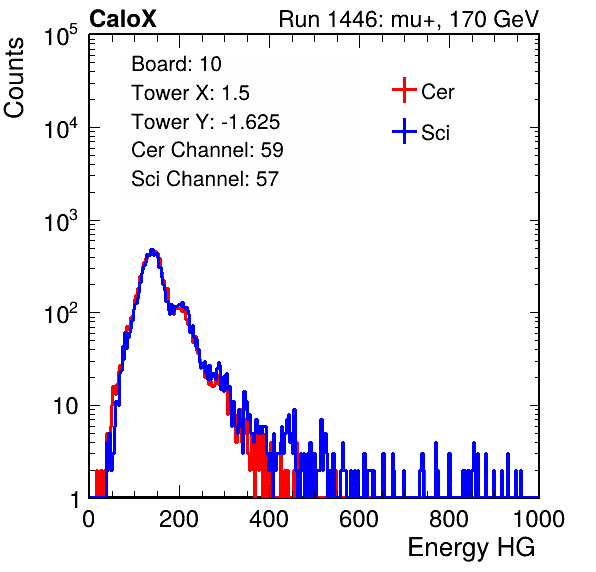 CaloX Run 1446: mu+, 170 GeV
Counts
Board: 10
Tower X: 1.5
Tower Y: -1.625
Cer Channel: 59
Sci Channel: 57
Cer
Sci
10^5
10^4
10^3
10^2
10
1
0 200 400 600 800 1000
Energy HG